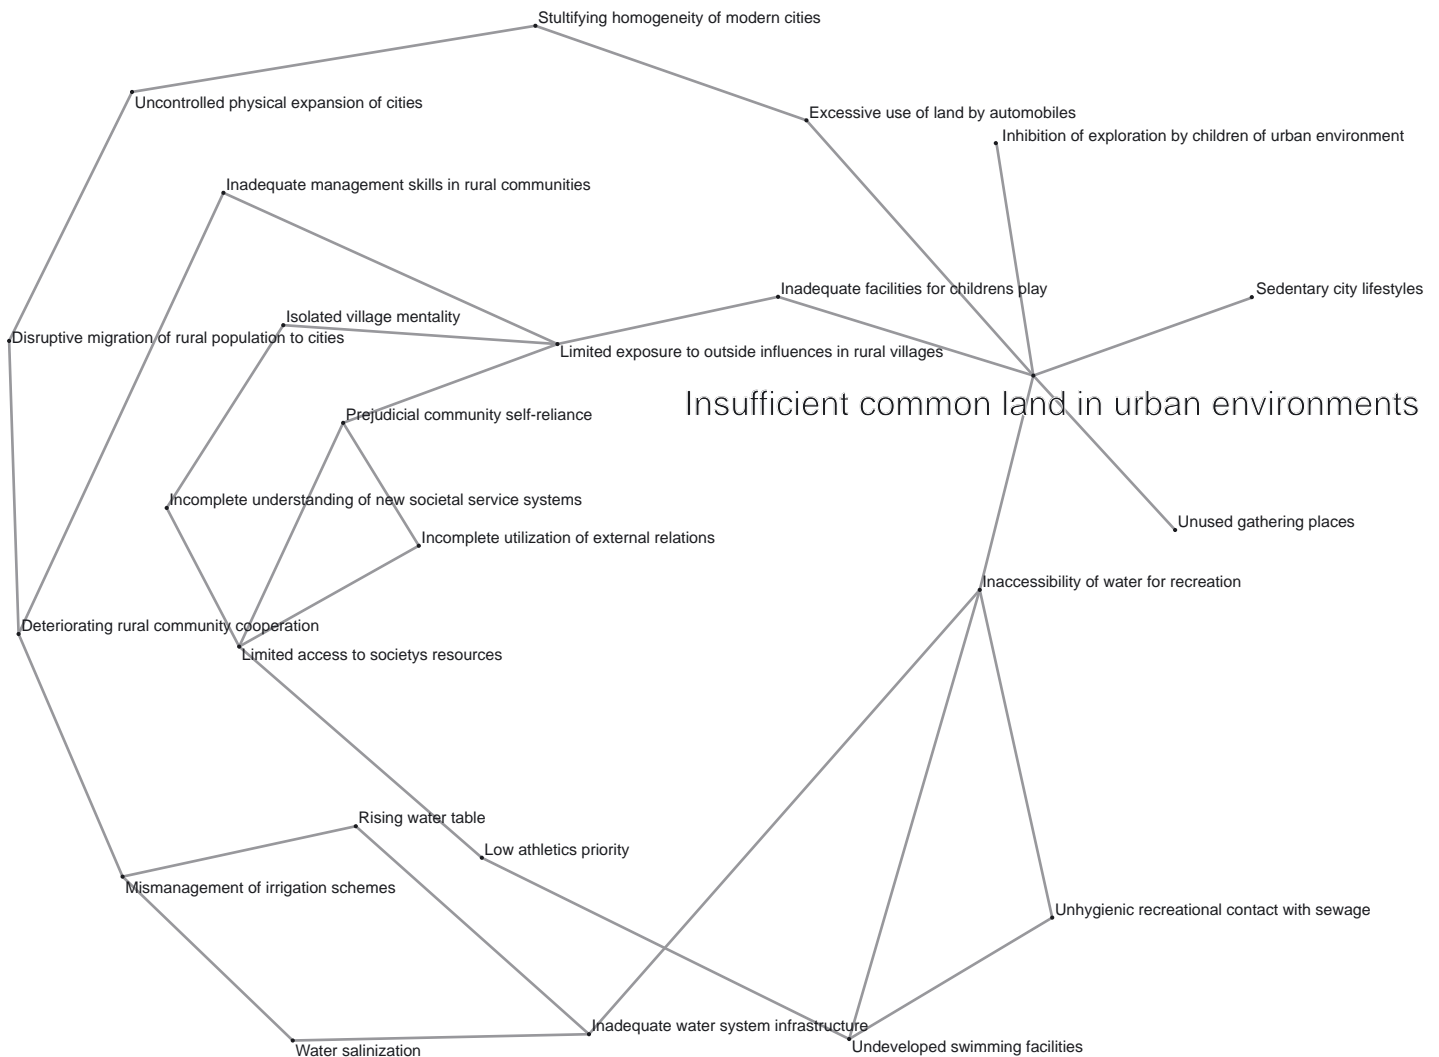 Stultifying homogeneity of modern cities
Uncontrolled physical expansion of cities
Excessive use of land by automobiles
Inhibition of exploration by children of urban environment
Inadequate management skills in rural communities
Inadequate facilities for childrens play
Sedentary city lifestyles
Isolated village mentality
Disruptive migration of rural population to cities
Limited exposure to outside influences in rural villages
Insufficient common land in urban environments
Prejudicial community self-reliance
Incomplete understanding of new societal service systems
Unused gathering places
Incomplete utilization of external relations
Inaccessibility of water for recreation
Deteriorating rural community cooperation
Limited access to societys resources
Rising water table
Low athletics priority
Mismanagement of irrigation schemes
Unhygienic recreational contact with sewage
Inadequate water system infrastructure
Undeveloped swimming facilities
Water salinization